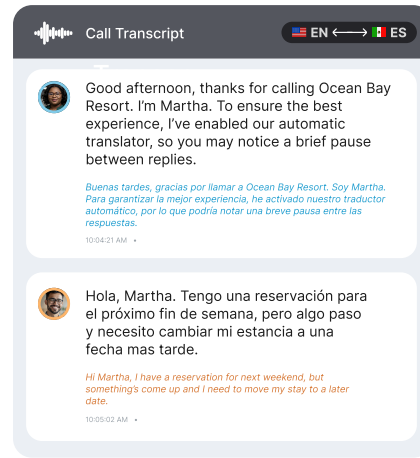 Call Transcript
EN ⟷ ES
Good afternoon, thanks for calling Ocean Bay
Resort. I'm Martha. To ensure the best
experience, I've enabled our automatic
translator, so you may notice a brief pause
between replies.
Buenas tardes, gracias por llamar a Ocean Bay Resort. Soy Martha.
Para garantizar la mejor experiencia, he activado nuestro traductor
automático, por lo que podría notar una breve pausa entre las
respuestas.
10:04:21 AM •
Hola, Martha. Tengo una reservación para
el próximo fin de semana, pero algo paso
y necesito cambiar mi estancia a una
fecha mas tarde.
Hi Martha, I have a reservation for next weekend, but
something's come up and I need to move my stay to a later
date.
10:05:02 AM •